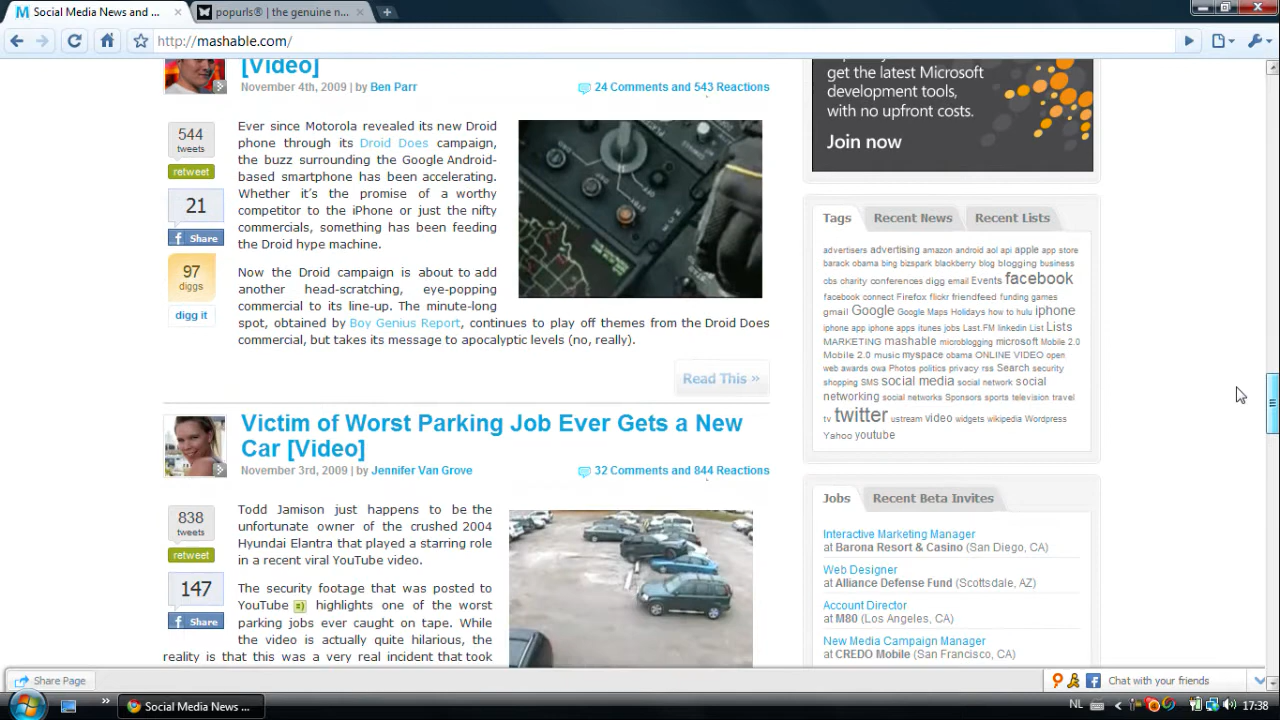 Social Media News and ...
popurls® | the genuine n...
http://mashable.com/
[Video]
November 4th, 2009 | by Ben Parr
24 Comments and 543 Reactions
544
tweets
retweet
21
Share
97
diggs
digg it
Ever since Motorola revealed its new Droid
phone through its Droid Does campaign,
the buzz surrounding the Google Android-
based smartphone has been accelerating.
Whether it's the promise of a worthy
competitor to the iPhone or just the nifty
commercials, something has been feeding
the Droid hype machine.
Now the Droid campaign is about to add
another head-scratching, eye-popping
commercial to its line-up. The minute-long
spot, obtained by Boy Genius Report, continues to play off themes from the Droid Does
commercial, but takes its message to apocalyptic levels (no, really).
Read This »
Victim of Worst Parking Job Ever Gets a New
Car [Video]
November 3rd, 2009 | by Jennifer Van Grove
32 Comments and 844 Reactions
838
tweets
retweet
147
Share
Todd Jamison just happens to be the
unfortunate owner of the crushed 2004
Hyundai Elantra that played a starring role
in a recent viral YouTube video.
The security footage that was posted to
YouTube highlights one of the worst
parking jobs ever caught on tape. While
the video is actually quite hilarious, the
reality is that this was a very real incident that took
get the latest Microsoft
development tools,
with no upfront costs.
Join now
Tags
Recent News
Recent Lists
advertisers advertising amazon android aol api apple app store
barack obama bing bizspark blackberry blog blogging business
cbs charity conferences digg email Events facebook
facebook connect Firefox flickr friendfeed funding games
gmail Google Google Maps Holidays how to hulu iphone
iphone app iphone apps itunes jobs Last.FM linkedin List Lists
MARKETING mashable microblogging microsoft Mobile 2.0
Mobile 2.0 music myspace obama ONLINE VIDEO open
web awards owa Photos politics privacy rss Search security
shopping SMS social media social network social
networking social networks Sponsors sports television travel
tv twitter ustream video widgets wikipedia Wordpress
Yahoo youtube
Jobs
Recent Beta Invites
Interactive Marketing Manager
at Barona Resort & Casino (San Diego, CA)
Web Designer
at Alliance Defense Fund (Scottsdale, AZ)
Account Director
at M80 (Los Angeles, CA)
New Media Campaign Manager
at CREDO Mobile (San Francisco, CA)
Share Page
Chat with your friends
Social Media News ...
NL
17:38